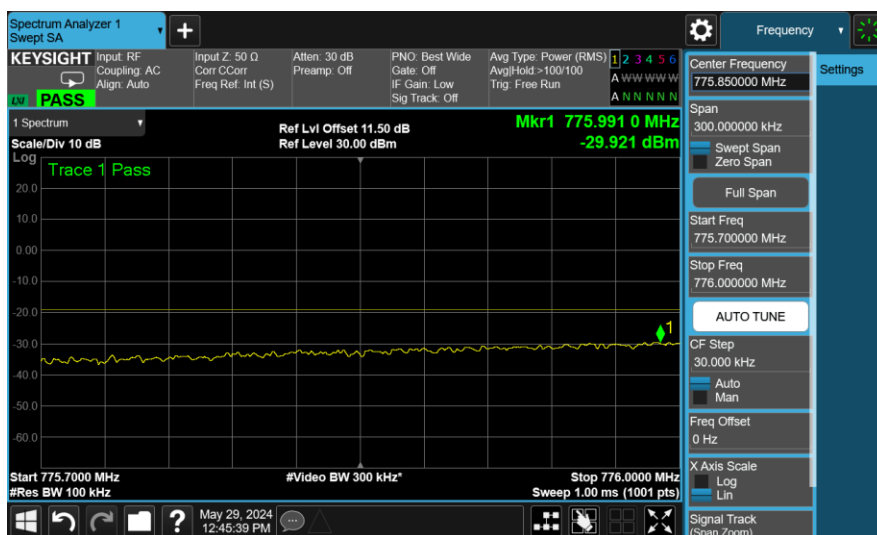 Spectrum Analyzer 1
Swept SA
Frequency
KEYSIGHT
Input: RF
Coupling: AC
Align: Auto
Input Z: 50 Ω
Corr CCorr
Freq Ref: Int (S)
Atten: 30 dB
Preamp: Off
PNO: Best Wide
Gate: Off
IF Gain: Low
Sig Track: Off
Avg Type: Power (RMS)
Avg|Hold:>100/100
Trig: Free Run
1 2 3 4 5 6
A W W W W W
A N N N N N
LXI PASS
Center Frequency
775.850000 MHz
Settings
Span
300.000000 kHz
Swept Span
Zero Span
Full Span
Start Freq
775.700000 MHz
Stop Freq
776.000000 MHz
AUTO TUNE
CF Step
30.000 kHz
Auto
Man
Freq Offset
0 Hz
X Axis Scale
Log
Lin
Signal Track
(Span Zoom)
1 Spectrum
Scale/Div 10 dB
Ref Lvl Offset 11.50 dB
Ref Level 30.00 dBm
Mkr1 775.991 0 MHz
-29.921 dBm
Log
Trace 1 Pass
20.0
10.0
0.00
-10.0
-20.0
-30.0
-40.0
-50.0
-60.0
1
Start 775.7000 MHz
#Res BW 100 kHz
#Video BW 300 kHz*
Stop 776.0000 MHz
Sweep 1.00 ms (1001 pts)
?
May 29, 2024
12:45:39 PM